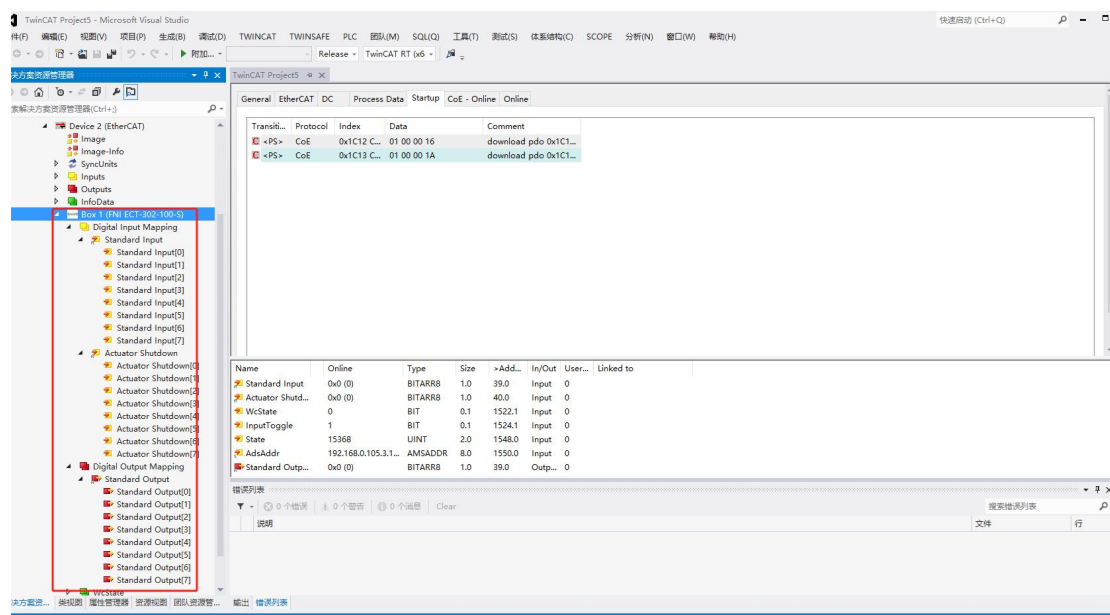 TwinCAT Project5 - Microsoft Visual Studio
快速启动 (Ctrl+Q)
件(F) 编辑(E) 视图(V) 项目(P) 生成(B) 调试(D) TWINCAT TWINSAFE PLC 团队(M) SQL(Q) 工具(T) 测试(S) 体系结构(C) SCOPE 分析(N) 窗口(W) 帮助(H)
附加... Release TwinCAT RT (x6
决方案资源管理器
TwinCAT Project5
索解决方案资源管理器(Ctrl+;)
Device 2 (EtherCAT)
Image
Image-Info
SyncUnits
Inputs
Outputs
InfoData
Box 1 (FNI ECT-302-100-S)
Digital Input Mapping
Standard Input
Standard Input[0]
Standard Input[1]
Standard Input[2]
Standard Input[3]
Standard Input[4]
Standard Input[5]
Standard Input[6]
Standard Input[7]
Actuator Shutdown
Actuator Shutdown[0]
Actuator Shutdown[1]
Actuator Shutdown[2]
Actuator Shutdown[3]
Actuator Shutdown[4]
Actuator Shutdown[5]
Actuator Shutdown[6]
Actuator Shutdown[7]
Digital Output Mapping
Standard Output
Standard Output[0]
Standard Output[1]
Standard Output[2]
Standard Output[3]
Standard Output[4]
Standard Output[5]
Standard Output[6]
Standard Output[7]
WcState
决方案资... 类视图 属性管理器 资源视图 团队资源管...
General EtherCAT DC Process Data Startup CoE - Online Online
Transiti... Protocol Index Data Comment
C <PS> CoE 0x1C12 C... 01 00 00 16 download pdo 0x1C1...
C <PS> CoE 0x1C13 C... 01 00 00 1A download pdo 0x1C1...
Name Online Type Size >Add... In/Out User... Linked to
Standard Input 0x0 (0) BITARR8 1.0 39.0 Input 0
Actuator Shutd... 0x0 (0) BITARR8 1.0 40.0 Input 0
WcState 0 BIT 0.1 1522.1 Input 0
InputToggle 1 BIT 0.1 1524.1 Input 0
State 15368 UINT 2.0 1548.0 Input 0
AdsAddr 192.168.0.105.3.1... AMSADDR 8.0 1550.0 Input 0
Standard Outp... 0x0 (0) BITARR8 1.0 39.0 Outp... 0
错误列表
0 个错误 0 个警告 0 个消息 Clear
搜索错误列表
说明 文件 行
输出 错误列表